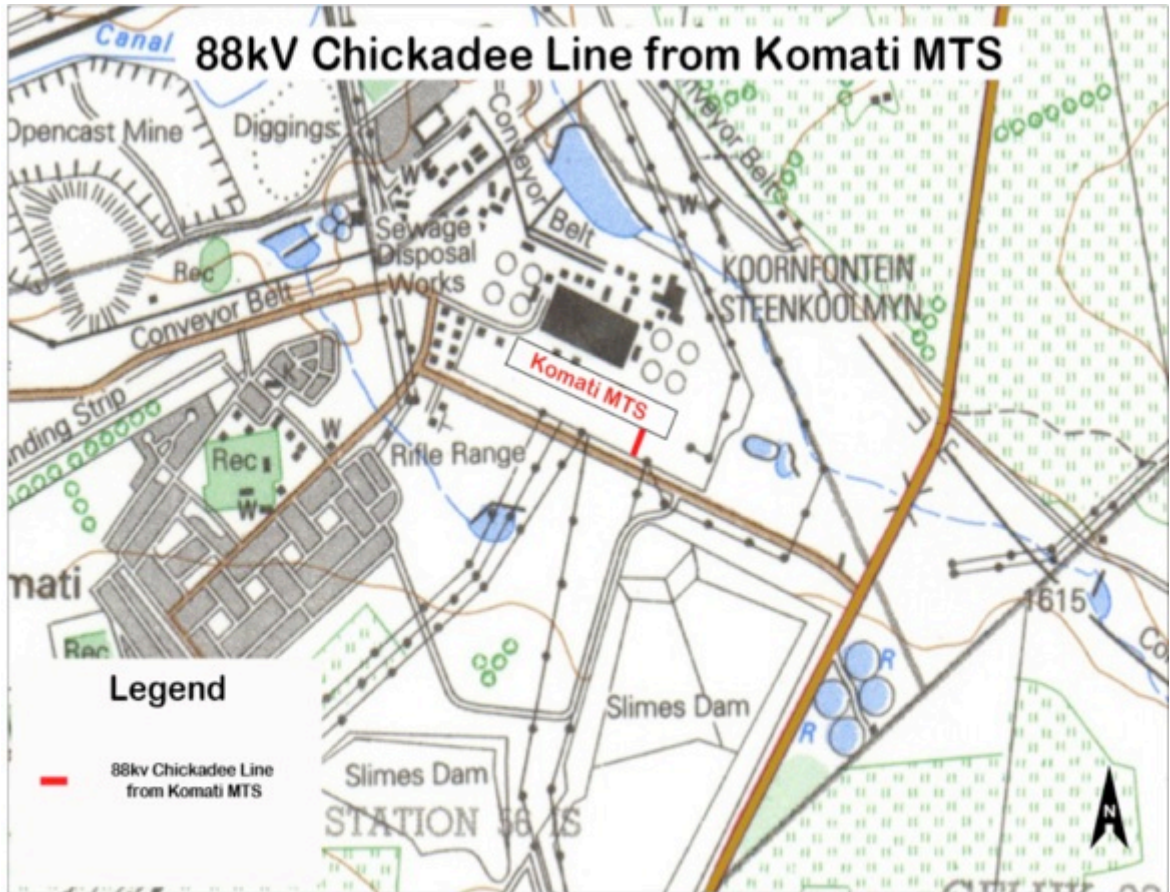 Canal
88kV Chickadee Line from Komati MTS
Opencast Mine
Diggings
Conveyor
Belt
Conveyor Belt
W
W
Sewage
Disposal
Works
Rec
Conveyor Belt
KOORNFONTEIN
STEENKOOLMYN
Komati MTS
Landing Strip
Rec
W
W
Rifle Range
mati
Rec
1615
Slimes Dam
R
R
Slimes Dam
STATION 56 IS
Legend
88kv Chickadee Line
from Komati MTS
N